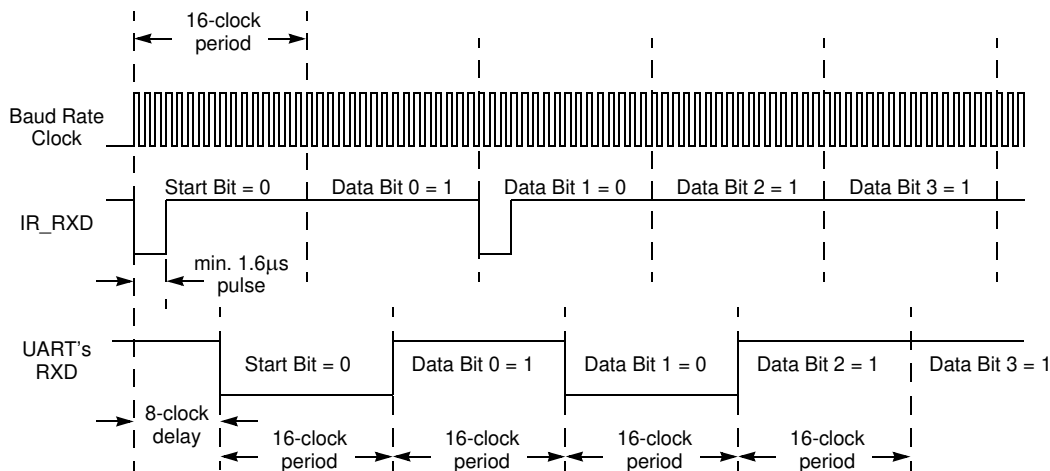 16-clock
period
Baud Rate
Clock
Start Bit = 0
Data Bit 0 = 1
Data Bit 1 = 0
Data Bit 2 = 1
Data Bit 3 = 1
IR_RXD
min. 1.6μs
pulse
UART's
RXD
Start Bit = 0
Data Bit 0 = 1
Data Bit 1 = 0
Data Bit 2 = 1
Data Bit 3 = 1
8-clock
delay
16-clock
period
16-clock
period
16-clock
period
16-clock
period